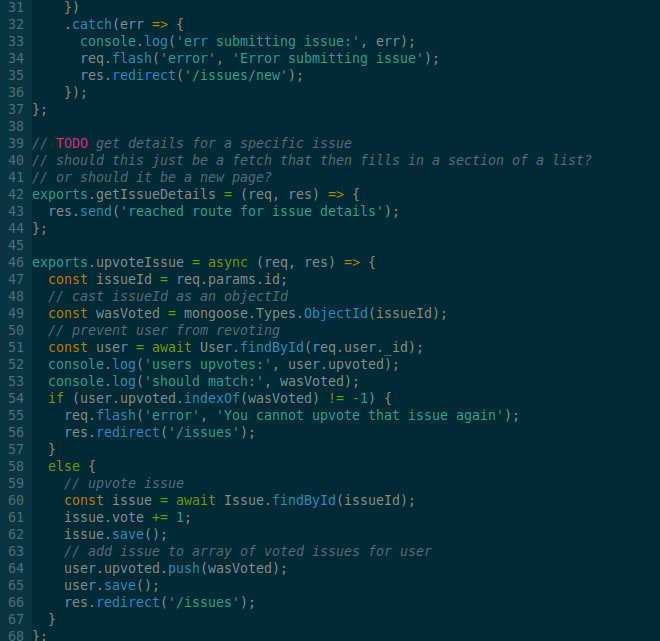 31     })
32     .catch(err => {
33       console.log('err submitting issue:', err);
34       req.flash('error', 'Error submitting issue');
35       res.redirect('/issues/new');
36     });
37 };
38
39 // TODO get details for a specific issue
40 // should this just be a fetch that then fills in a section of a list?
41 // or should it be a new page?
42 exports.getIssueDetails = (req, res) => {
43   res.send('reached route for issue details');
44 };
45
46 exports.upvoteIssue = async (req, res) => {
47   const issueId = req.params.id;
48   // cast issueId as an objectId
49   const wasVoted = mongoose.Types.ObjectId(issueId);
50   // prevent user from revoting
51   const user = await User.findById(req.user._id);
52   console.log('users upvotes:', user.upvoted);
53   console.log('should match:', wasVoted);
54   if (user.upvoted.indexOf(wasVoted) != -1) {
55     req.flash('error', 'You cannot upvote that issue again');
56     res.redirect('/issues');
57   }
58   else {
59     // upvote issue
60     const issue = await Issue.findById(issueId);
61     issue.vote += 1;
62     issue.save();
63     // add issue to array of voted issues for user
64     user.upvoted.push(wasVoted);
65     user.save();
66     res.redirect('/issues');
67   }
68 };